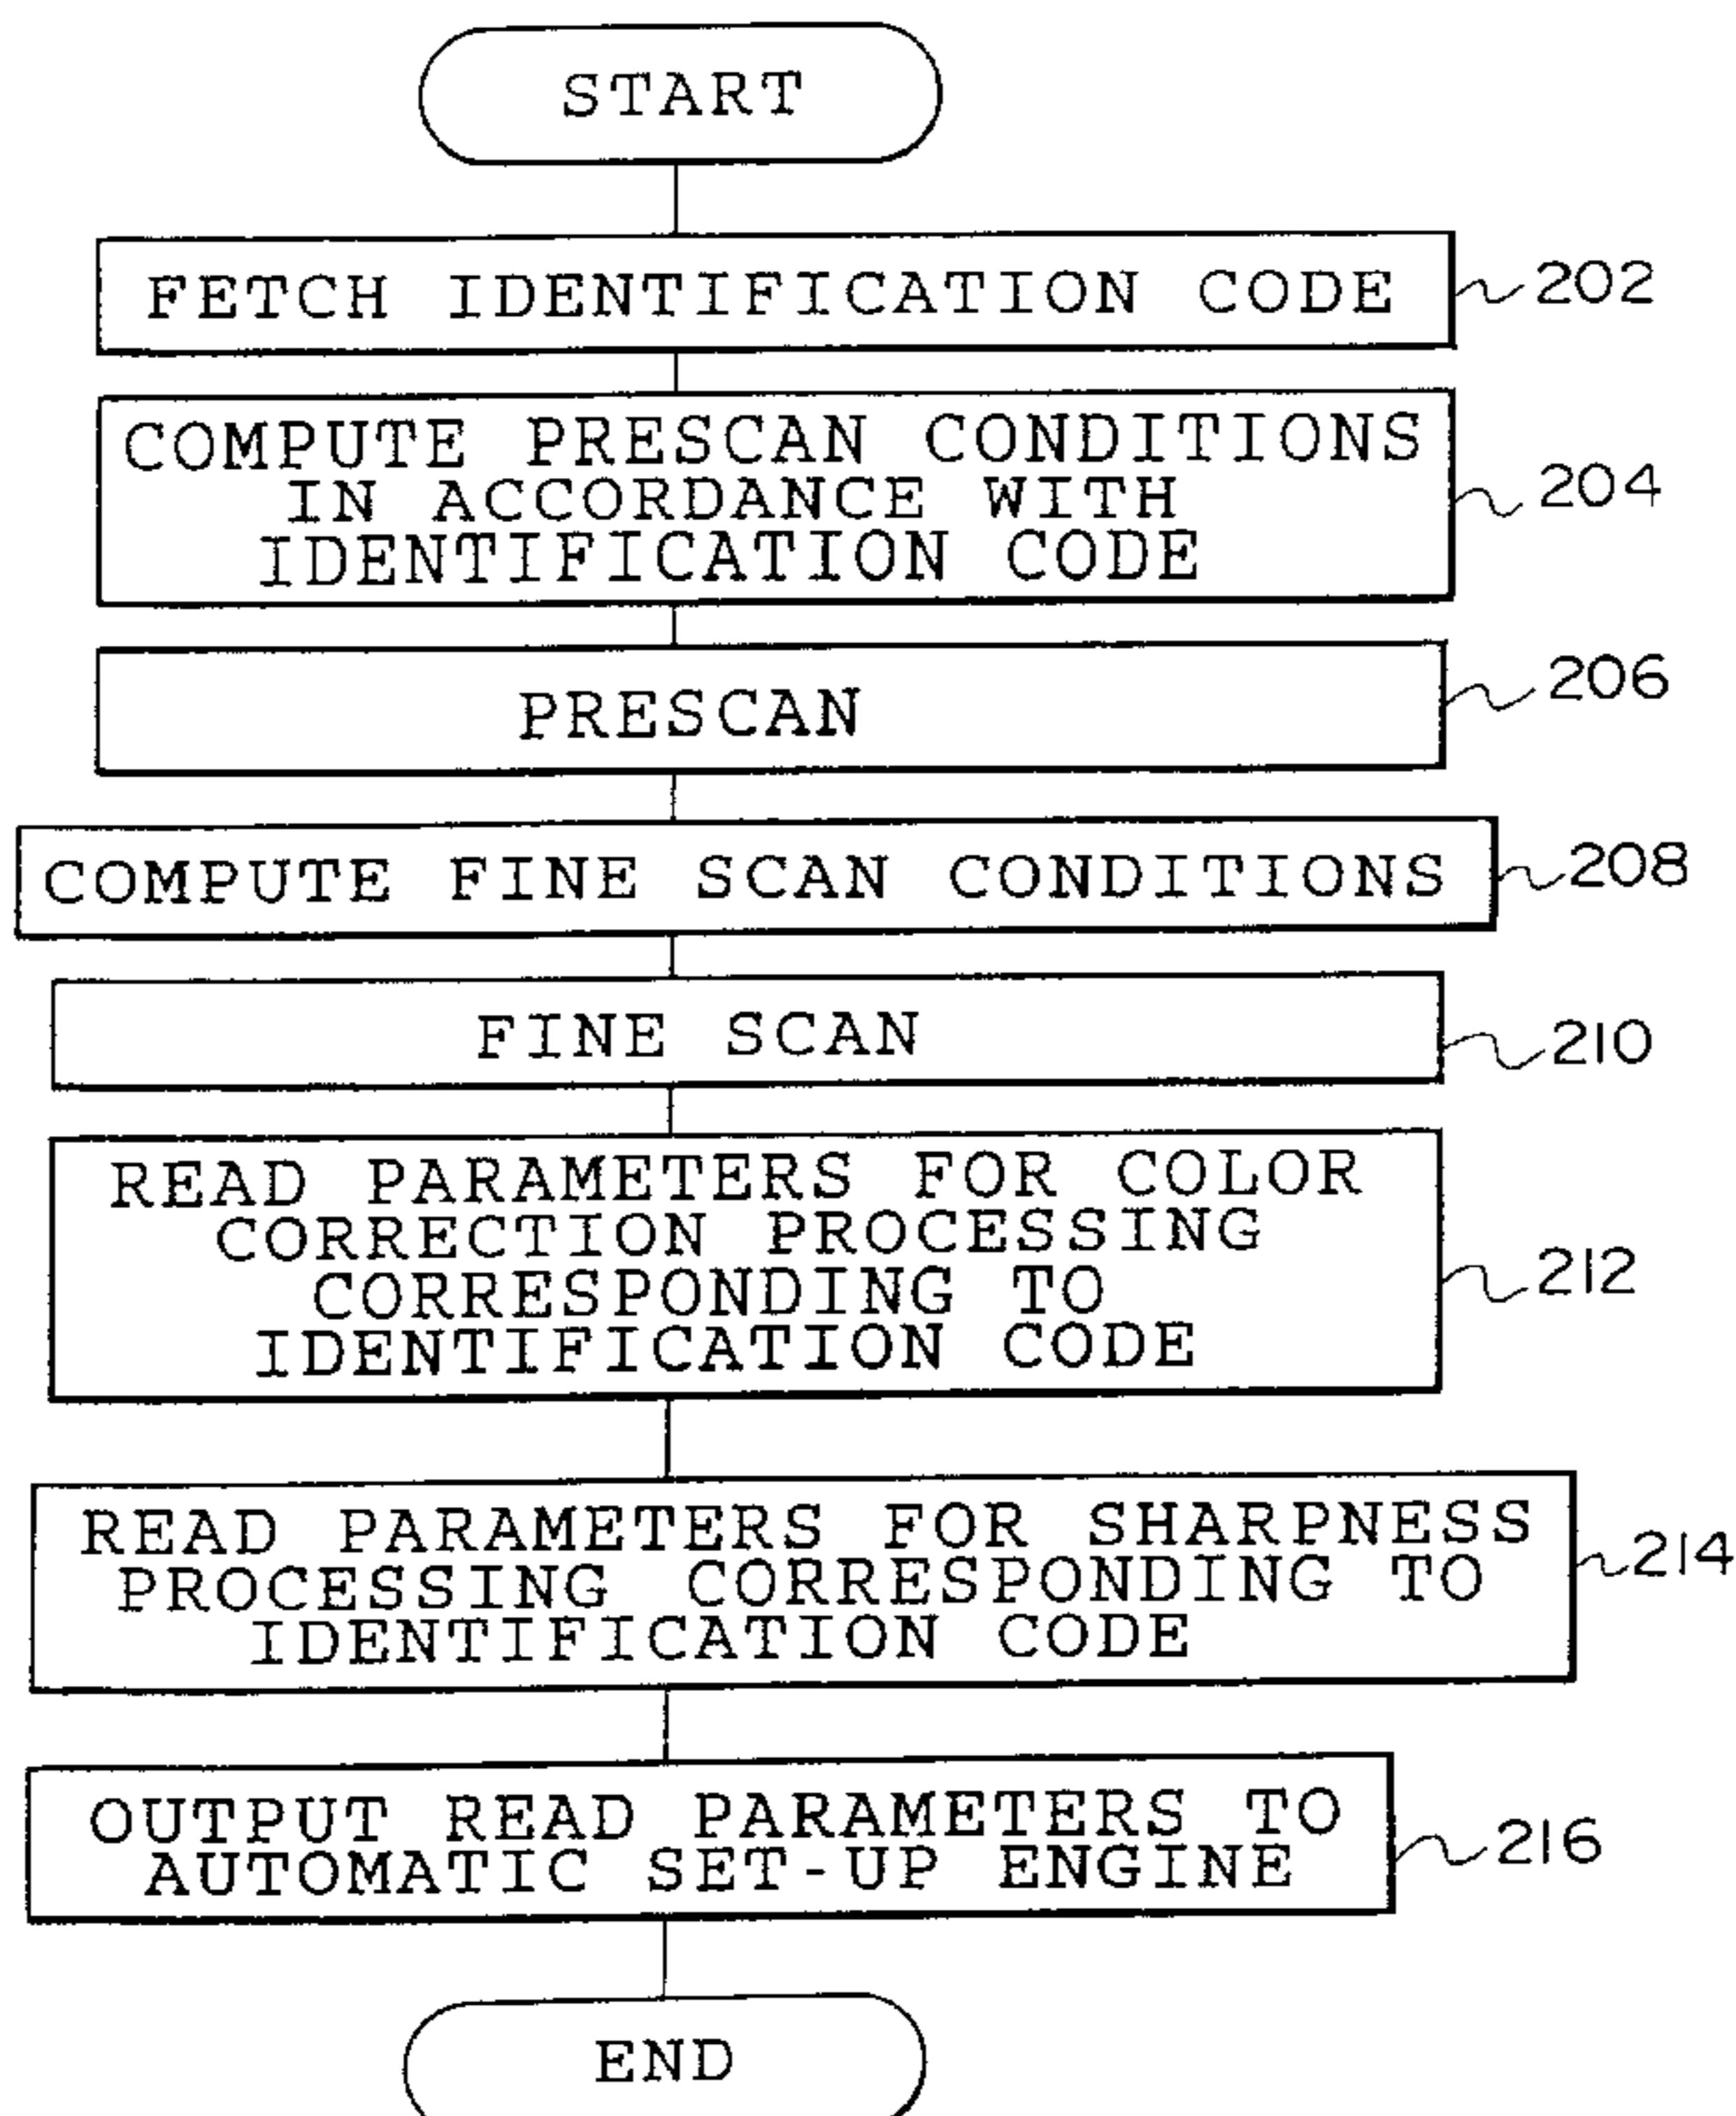 START
FETCH IDENTIFICATION CODE
202
COMPUTE PRESCAN CONDITIONS
IN ACCORDANCE WITH
IDENTIFICATION CODE
204
PRESCAN
206
COMPUTE FINE SCAN CONDITIONS
208
FINE SCAN
210
READ PARAMETERS FOR COLOR
CORRECTION PROCESSING
CORRESPONDING TO
IDENTIFICATION CODE
212
READ PARAMETERS FOR SHARPNESS
PROCESSING CORRESPONDING TO
IDENTIFICATION CODE
214
OUTPUT READ PARAMETERS TO
AUTOMATIC SET-UP ENGINE
216
END